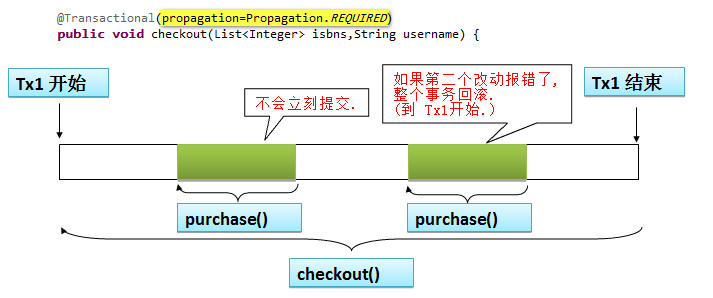 @Transactional(propagation=Propagation.REQUIRED)
public void checkout(List<Integer> isbns,String username) {
Tx1 开始
不会立刻提交.
如果第二个改动报错了,
整个事务回滚.
(到 Tx1开始.)
Tx1 结束
purchase()
purchase()
checkout()